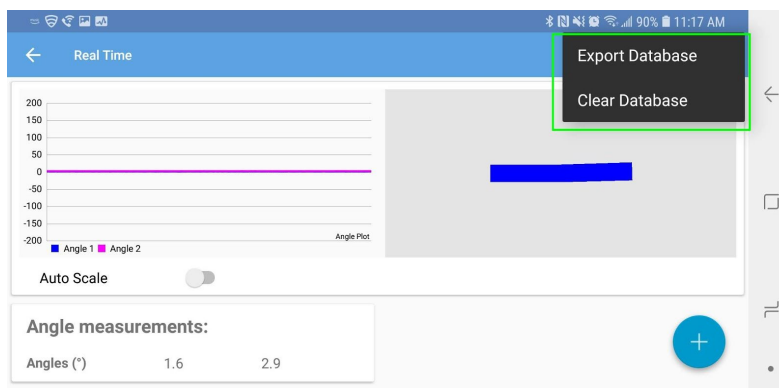 90% 11:17 AM
Real Time
Export Database
Clear Database
200
150
100
50
0
-50
-100
-150
-200
Angle Plot
Angle 1 Angle 2
Auto Scale
Angle measurements:
Angles (°) 1.6 2.9